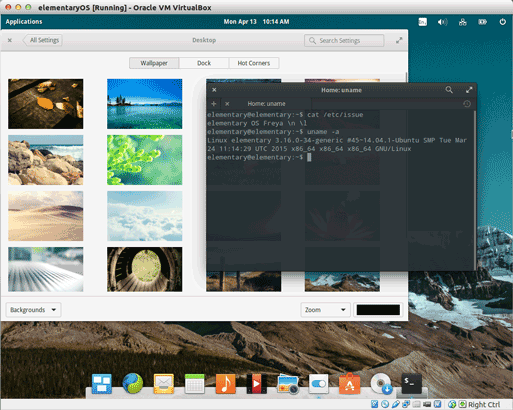 elementaryOS [Running] - Oracle VM VirtualBox
Applications
Mon Apr 13 10:14 AM
All Settings
Desktop
Search Settings
Wallpaper
Dock
Hot Corners
Home: uname
Home: uname
elementary@elementary:~$ cat /etc/issue
elementary OS Freya \n \l
elementary@elementary:~$ uname -a
Linux elementary 3.16.0-34-generic #45~14.04.1-Ubuntu SMP Tue Mar
24 11:14:29 UTC 2015 x86_64 x86_64 x86_64 GNU/Linux
elementary@elementary:~$
Backgrounds
Zoom
$_
Right Ctrl